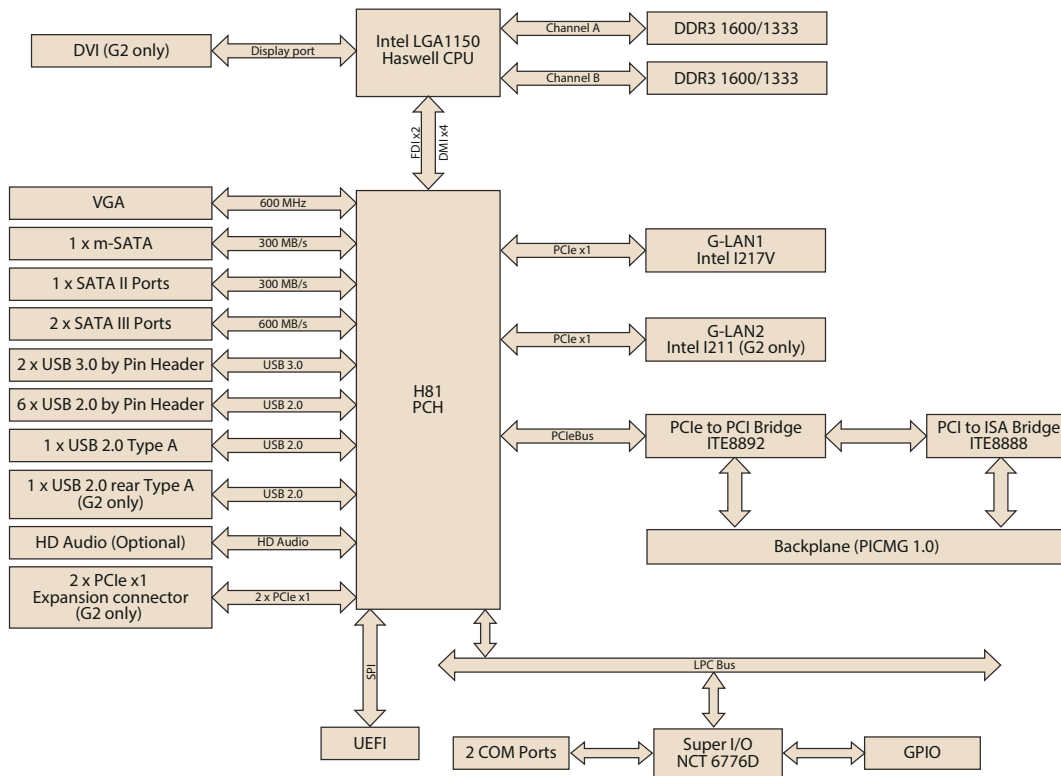 DVI (G2 only)
Display port
Intel LGA1150
Haswell CPU
Channel A
DDR3 1600/1333
Channel B
DDR3 1600/1333
FDI x2
DMI x4
VGA
600 MHz
1 x m-SATA
300 MB/s
1 x SATA II Ports
300 MB/s
2 x SATA III Ports
600 MB/s
2 x USB 3.0 by Pin Header
USB 3.0
6 x USB 2.0 by Pin Header
USB 2.0
1 x USB 2.0 Type A
USB 2.0
1 x USB 2.0 rear Type A
(G2 only)
USB 2.0
HD Audio (Optional)
HD Audio
2 x PCIe x1
Expansion connector
(G2 only)
2 x PCIe x1
H81
PCH
PCIe x1
G-LAN1
Intel I217V
PCIe x1
G-LAN2
Intel I211 (G2 only)
PCIeBus
PCIe to PCI Bridge
ITE8892
PCI to ISA Bridge
ITE8888
Backplane (PICMG 1.0)
SPI
LPC Bus
UEFI
2 COM Ports
Super I/O
NCT 6776D
GPIO